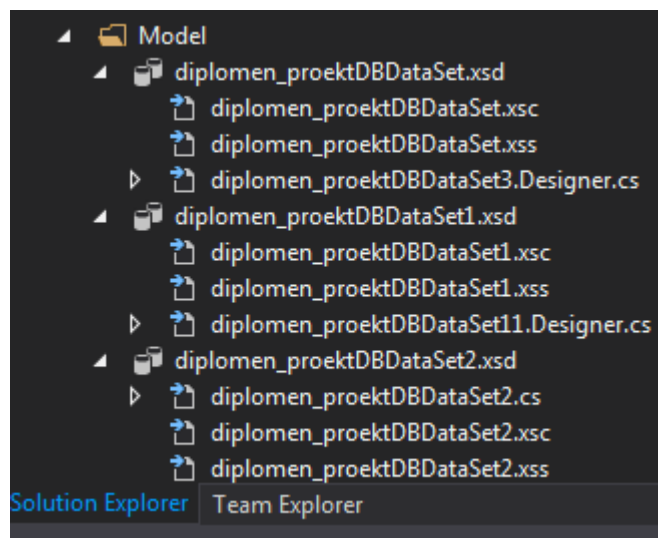 Model
diplomen_proektDBDataSet.xsd
diplomen_proektDBDataSet.xsc
diplomen_proektDBDataSet.xss
diplomen_proektDBDataSet3.Designer.cs
diplomen_proektDBDataSet1.xsd
diplomen_proektDBDataSet1.xsc
diplomen_proektDBDataSet1.xss
diplomen_proektDBDataSet11.Designer.cs
diplomen_proektDBDataSet2.xsd
diplomen_proektDBDataSet2.cs
diplomen_proektDBDataSet2.xsc
diplomen_proektDBDataSet2.xss
Solution Explorer Team Explorer